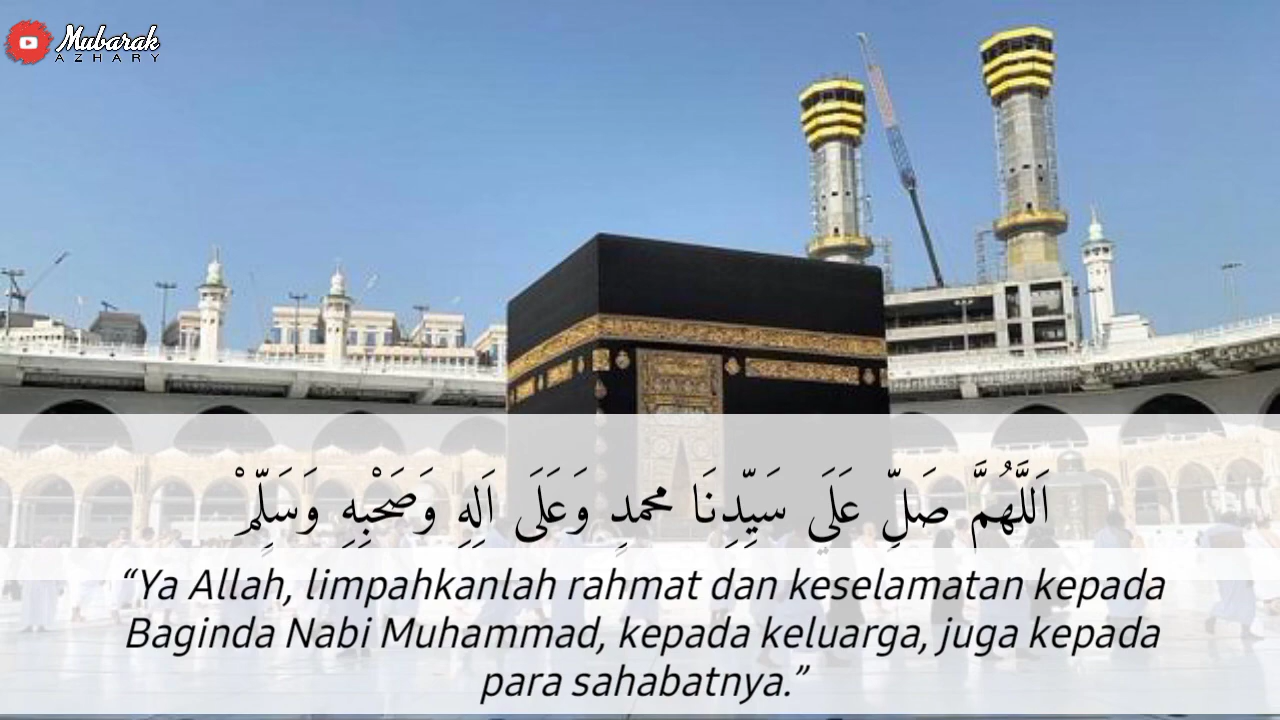 Mubarak
AZHARY
اَللَّهُمَّ صَلِّ عَلَي سَيِّدِنَا محمدٍ وَعَلَى اَلِهِ وَصَحْبِهِ وَسَلِّمْ
“Ya Allah, limpahkanlah rahmat dan keselamatan kepada
Baginda Nabi Muhammad, kepada keluarga, juga kepada
para sahabatnya.”